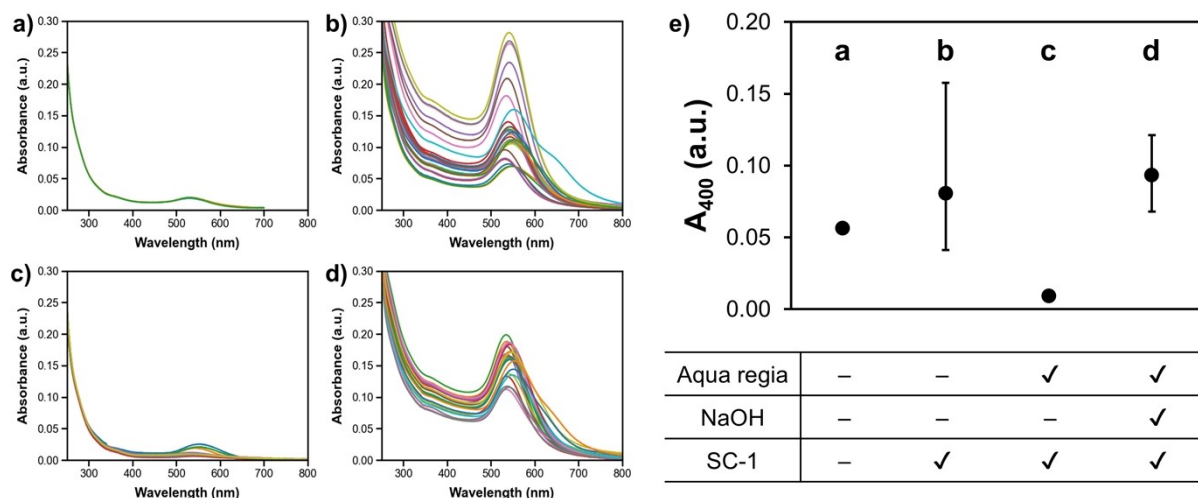 a)
0.30
0.25
0.20
0.15
0.10
0.05
0.00
Absorbance (a.u.)
300 400 500 600 700 800
Wavelength (nm)
b)
0.30
0.25
0.20
0.15
0.10
0.05
0.00
Absorbance (a.u.)
300 400 500 600 700 800
Wavelength (nm)
c)
0.30
0.25
0.20
0.15
0.10
0.05
0.00
Absorbance (a.u.)
300 400 500 600 700 800
Wavelength (nm)
d)
0.30
0.25
0.20
0.15
0.10
0.05
0.00
Absorbance (a.u.)
300 400 500 600 700 800
Wavelength (nm)
e)
0.20
0.15
0.10
0.05
0.00
A₄₀₀ (a.u.)
a b c d
Aqua regia – – ✓ ✓
NaOH – – – ✓
SC-1 – ✓ ✓ ✓